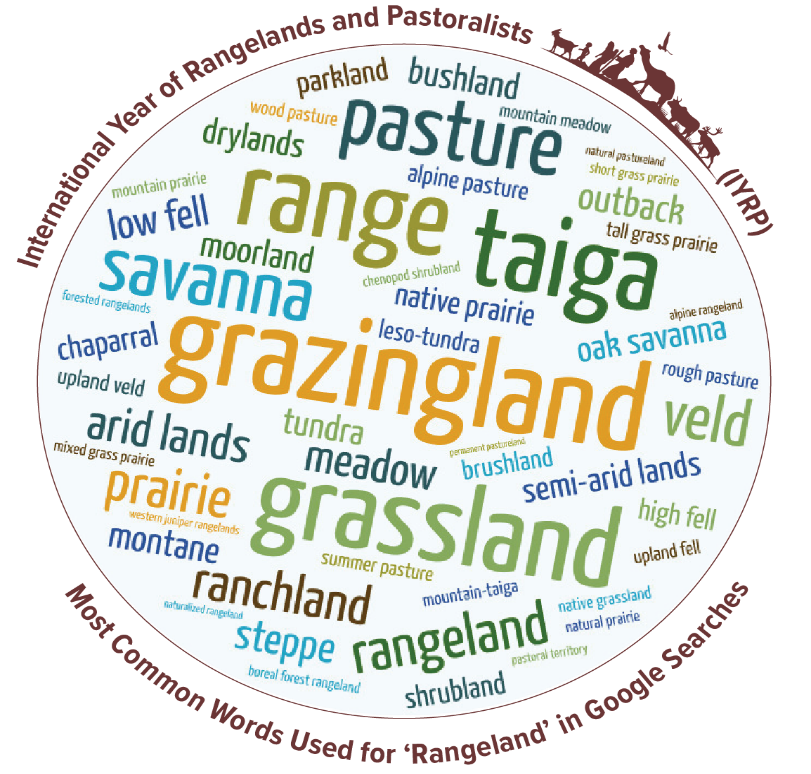 International Year of Rangelands and Pastoralists
(IYRP)
parkland
bushland
wood pasture
pasture
mountain meadow
drylands
natural pastureland
short grass prairie
alpine pasture
mountain prairie
range
outback
low fell
taiga
tall grass prairie
moorland
savanna
chenopod shrubland
forested rangelands
native prairie
alpine rangeland
leso-tundra
oak savanna
chaparral
grazingland
rough pasture
upland veld
veld
arid lands
tundra
mixed grass prairie
meadow
permanent pastureland
brushland
semi-arid lands
prairie
grassland
western juniper rangelands
high fell
montane
upland fell
summer pasture
ranchland
mountain-taiga
native grassland
naturalized rangeland
natural prairie
steppe
rangeland
pastoral territory
boreal forest rangeland
shrubland
Most Common Words Used for ‘Rangeland’ in Google Searches